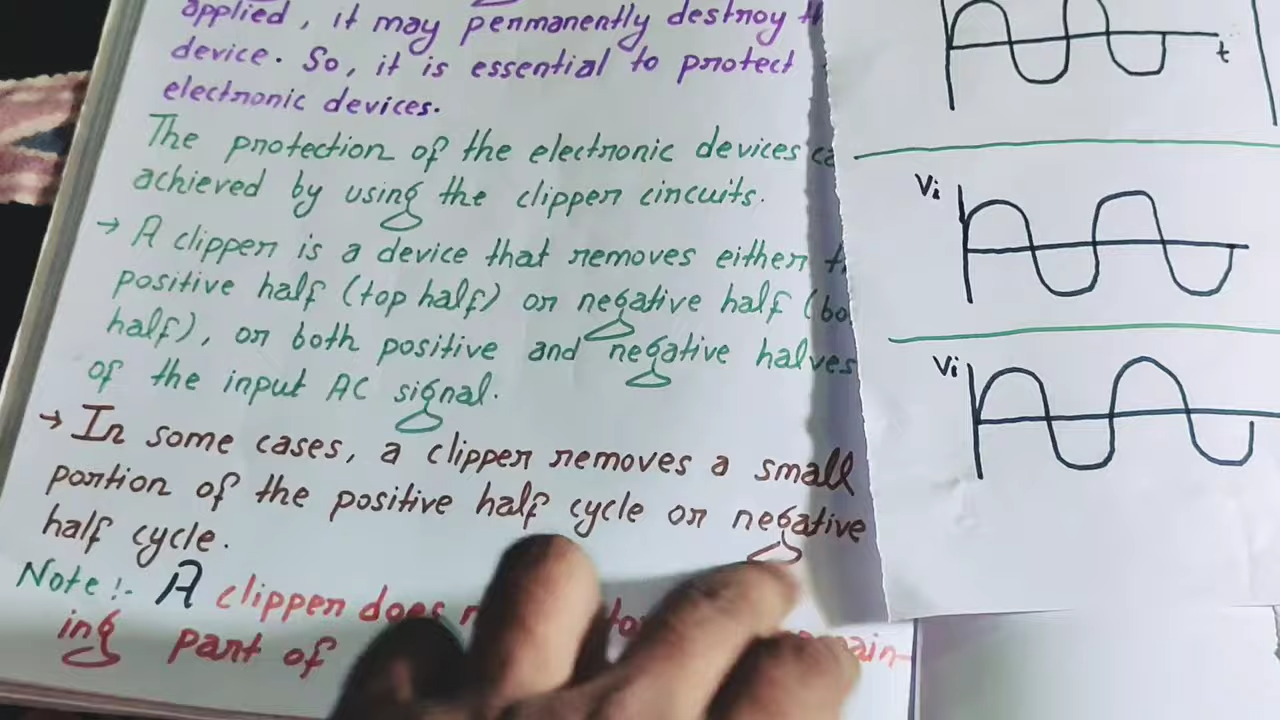 applied, it may permanently destroy
device. So, it is essential to protect
electronic devices.
The protection of the electronic devices
achieved by using the clipper circuits.
→ A clipper is a device that removes either
positive half (top half) or negative half
half), or both positive and negative halves
of the input AC signal.
→ In some cases, a clipper removes a small
portion of the positive half cycle or negative
half cycle.
Note :- A clipper does
ing part of
t
Vi
Vi